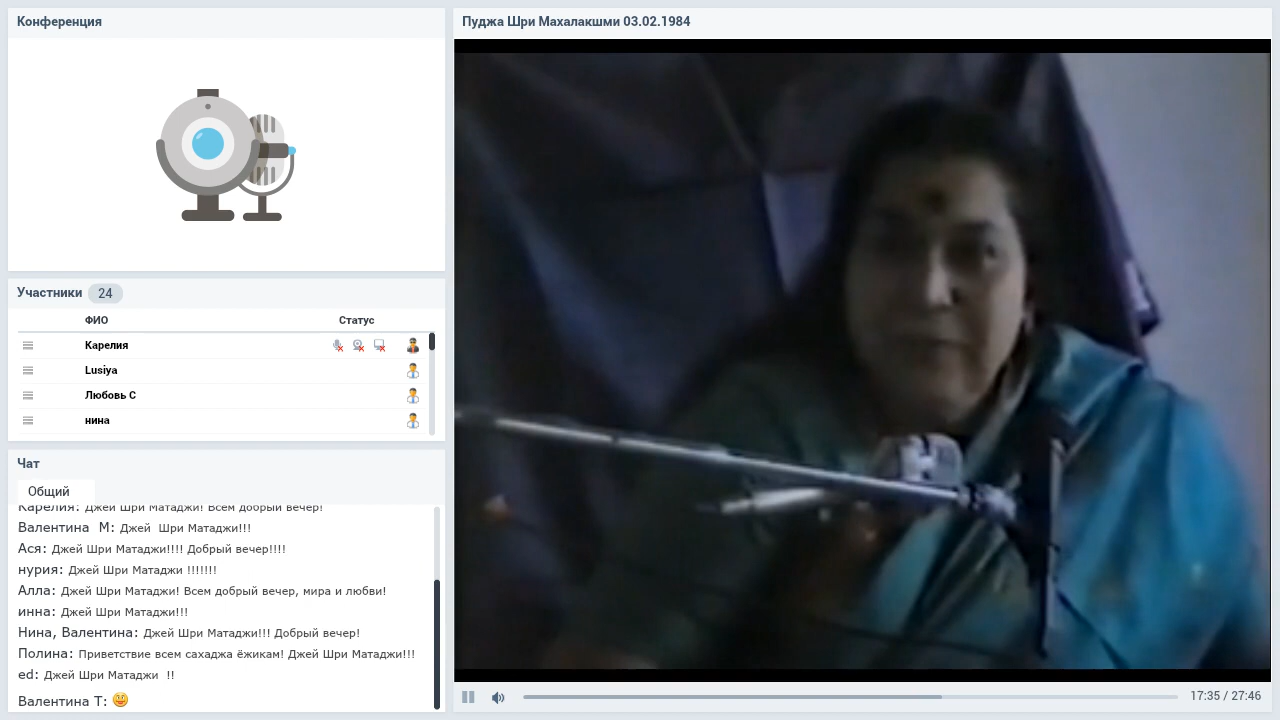 Конференция
Участники 24
ФИО Статус
Карелия
Lusiya
Любовь С
нина
Чат
Общий
Карелия: Джей Шри Матаджи! Всем добрый вечер!
Валентина М: Джей Шри Матаджи!!!
Ася: Джей Шри Матаджи!!!! Добрый вечер!!!!
нурия: Джей Шри Матаджи !!!!!!!
Алла: Джей Шри Матаджи! Всем добрый вечер, мира и любви!
инна: Джей Шри Матаджи!!!
Нина, Валентина: Джей Шри Матаджи!!! Добрый вечер!
Полина: Приветствие всем сахаджа ёжикам! Джей Шри Матаджи!!!
ed: Джей Шри Матаджи !!
Валентина Т:
Пуджа Шри Махалакшми 03.02.1984
17:35 / 27:46